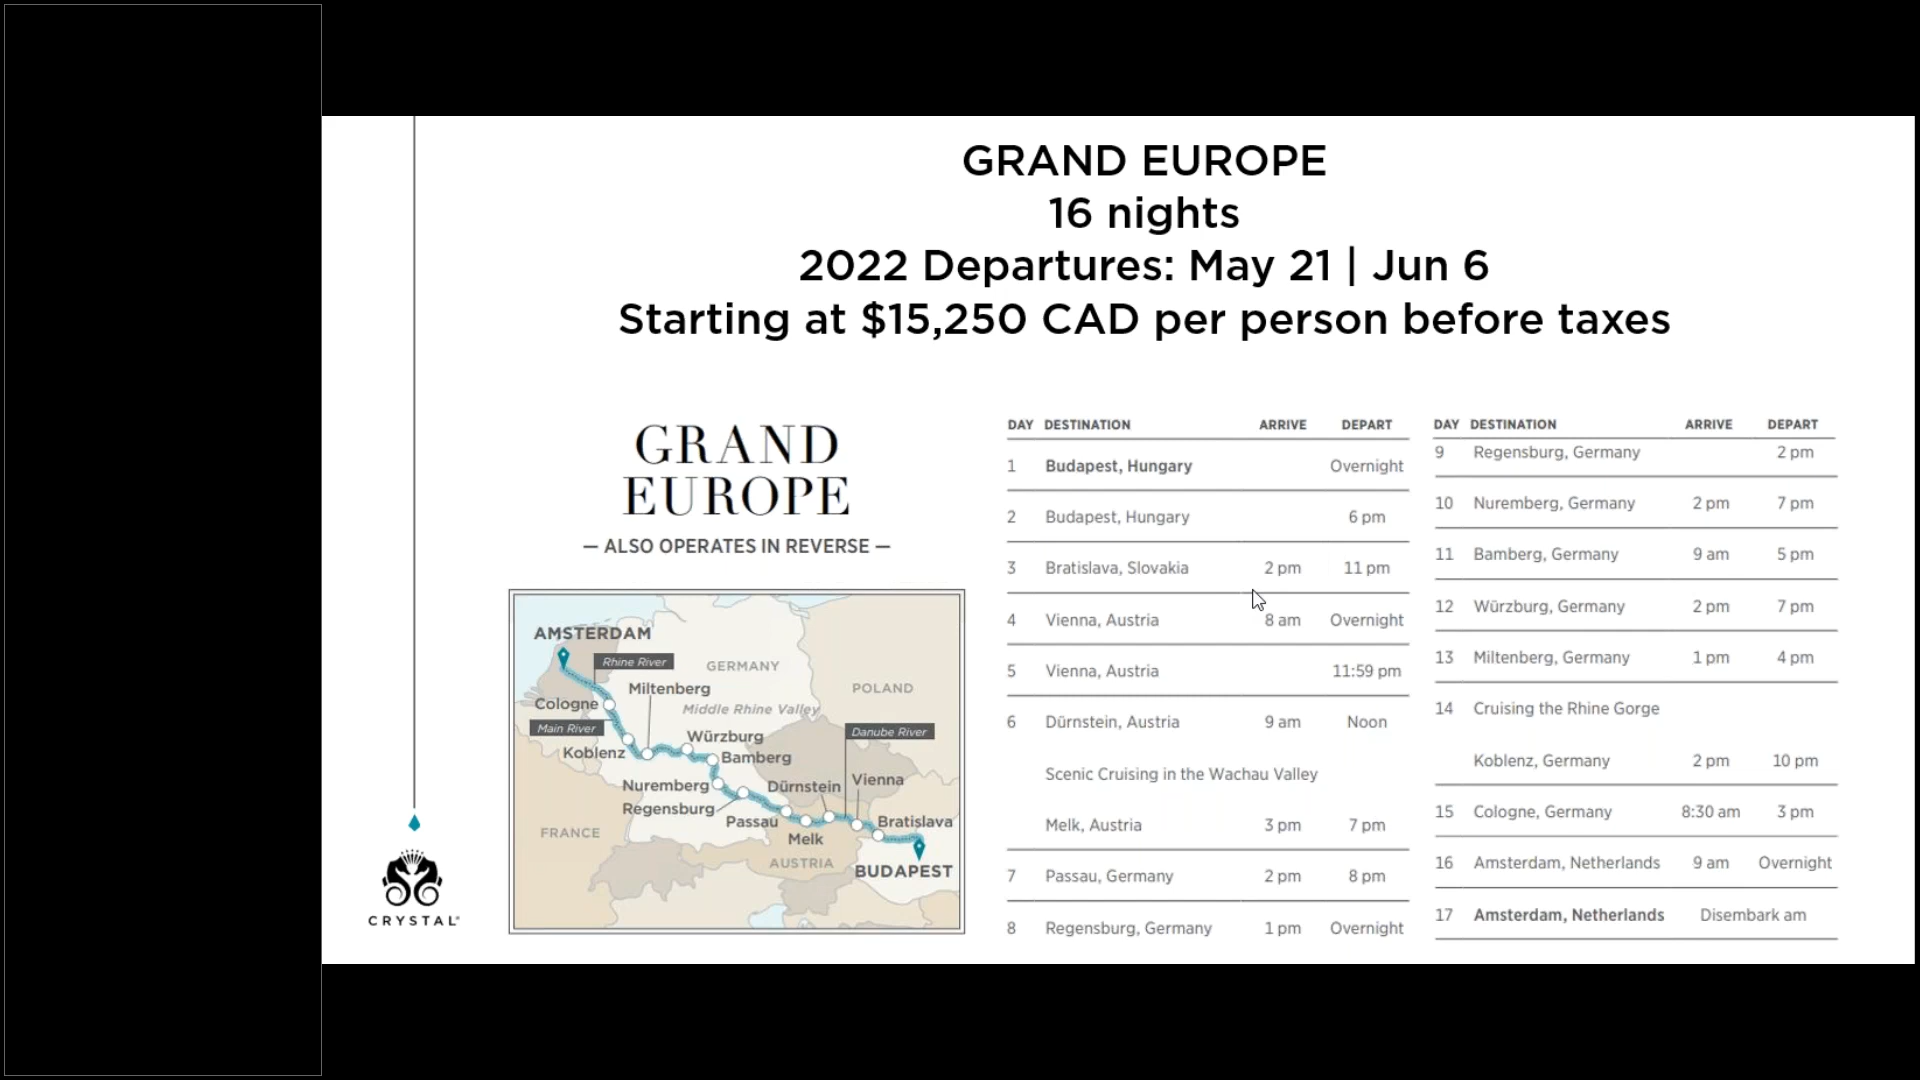 GRAND EUROPE
16 nights
2022 Departures: May 21 | Jun 6
Starting at $15,250 CAD per person before taxes
GRAND
EUROPE
— ALSO OPERATES IN REVERSE —
AMSTERDAM
Rhine River
GERMANY
POLAND
Miltenberg
Cologne
Middle Rhine Valley
Main River
Danube River
Würzburg
Koblenz
Bamberg
Nuremberg
Dürnstein
Vienna
Regensburg
Passau
Bratislava
FRANCE
Melk
AUSTRIA
BUDAPEST
CRYSTAL
DAY DESTINATION ARRIVE DEPART
1 Budapest, Hungary Overnight
2 Budapest, Hungary 6 pm
3 Bratislava, Slovakia 2 pm 11 pm
4 Vienna, Austria 8 am Overnight
5 Vienna, Austria 11:59 pm
6 Dürnstein, Austria 9 am Noon
Scenic Cruising in the Wachau Valley
Melk, Austria 3 pm 7 pm
7 Passau, Germany 2 pm 8 pm
8 Regensburg, Germany 1 pm Overnight
DAY DESTINATION ARRIVE DEPART
9 Regensburg, Germany 2 pm
10 Nuremberg, Germany 2 pm 7 pm
11 Bamberg, Germany 9 am 5 pm
12 Würzburg, Germany 2 pm 7 pm
13 Miltenberg, Germany 1 pm 4 pm
14 Cruising the Rhine Gorge
Koblenz, Germany 2 pm 10 pm
15 Cologne, Germany 8:30 am 3 pm
16 Amsterdam, Netherlands 9 am Overnight
17 Amsterdam, Netherlands Disembark am